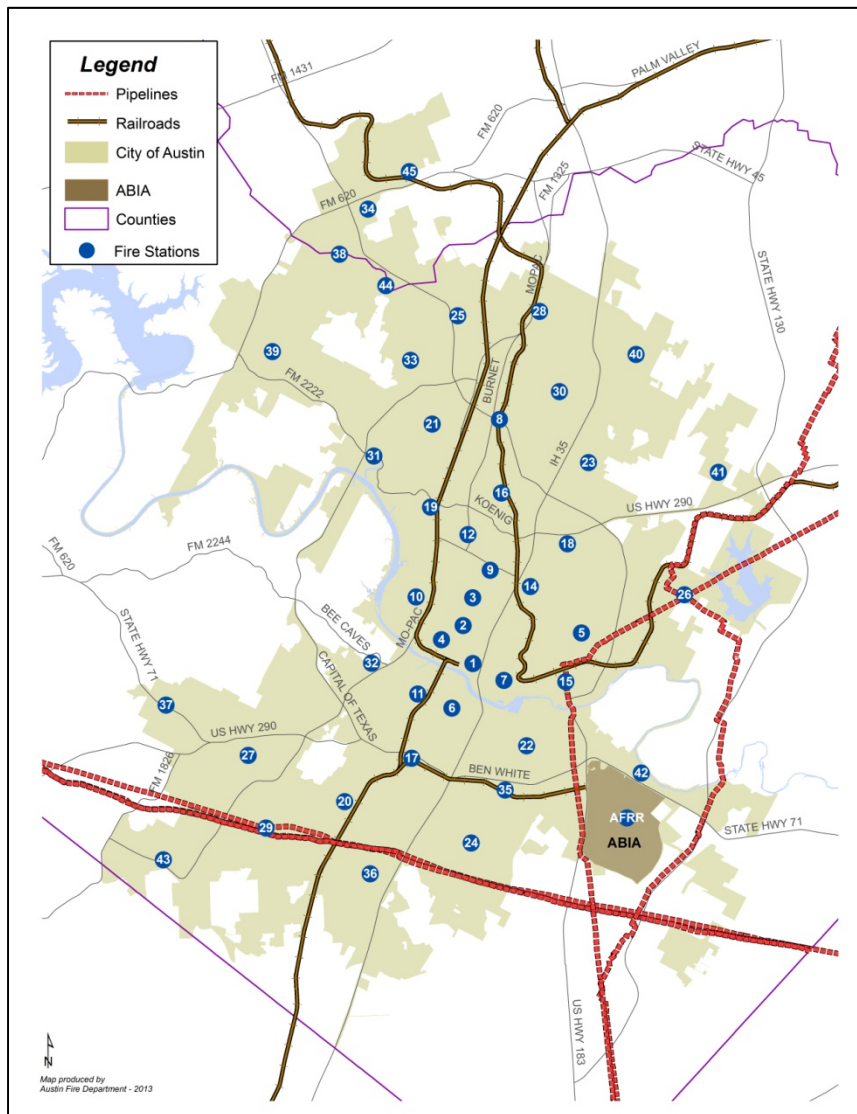 Legend
Pipelines
Railroads
City of Austin
ABIA
Counties
Fire Stations
FM 1431
PALM VALLEY
FM 620
FM 1325
STATE HWY 45
45
34
FM 620
38
44
MOPAC
STATE HWY 130
25
28
39
33
40
FM 2222
BURNET
30
8
21
IH 35
31
23
41
16
19
KOENIG
US HWY 290
12
18
FM 2244
FM 620
9
14
10
3
26
STATE HWY 71
BEE CAVES
MO-PAC
2
4
5
32
1
CAPITAL OF TEXAS
7
15
11
37
6
US HWY 290
27
22
17
BEN WHITE
42
FM 1826
35
20
AFRR
29
ABIA
STATE HWY 71
24
43
36
US HWY 183
N
Map produced by
Austin Fire Department - 2013